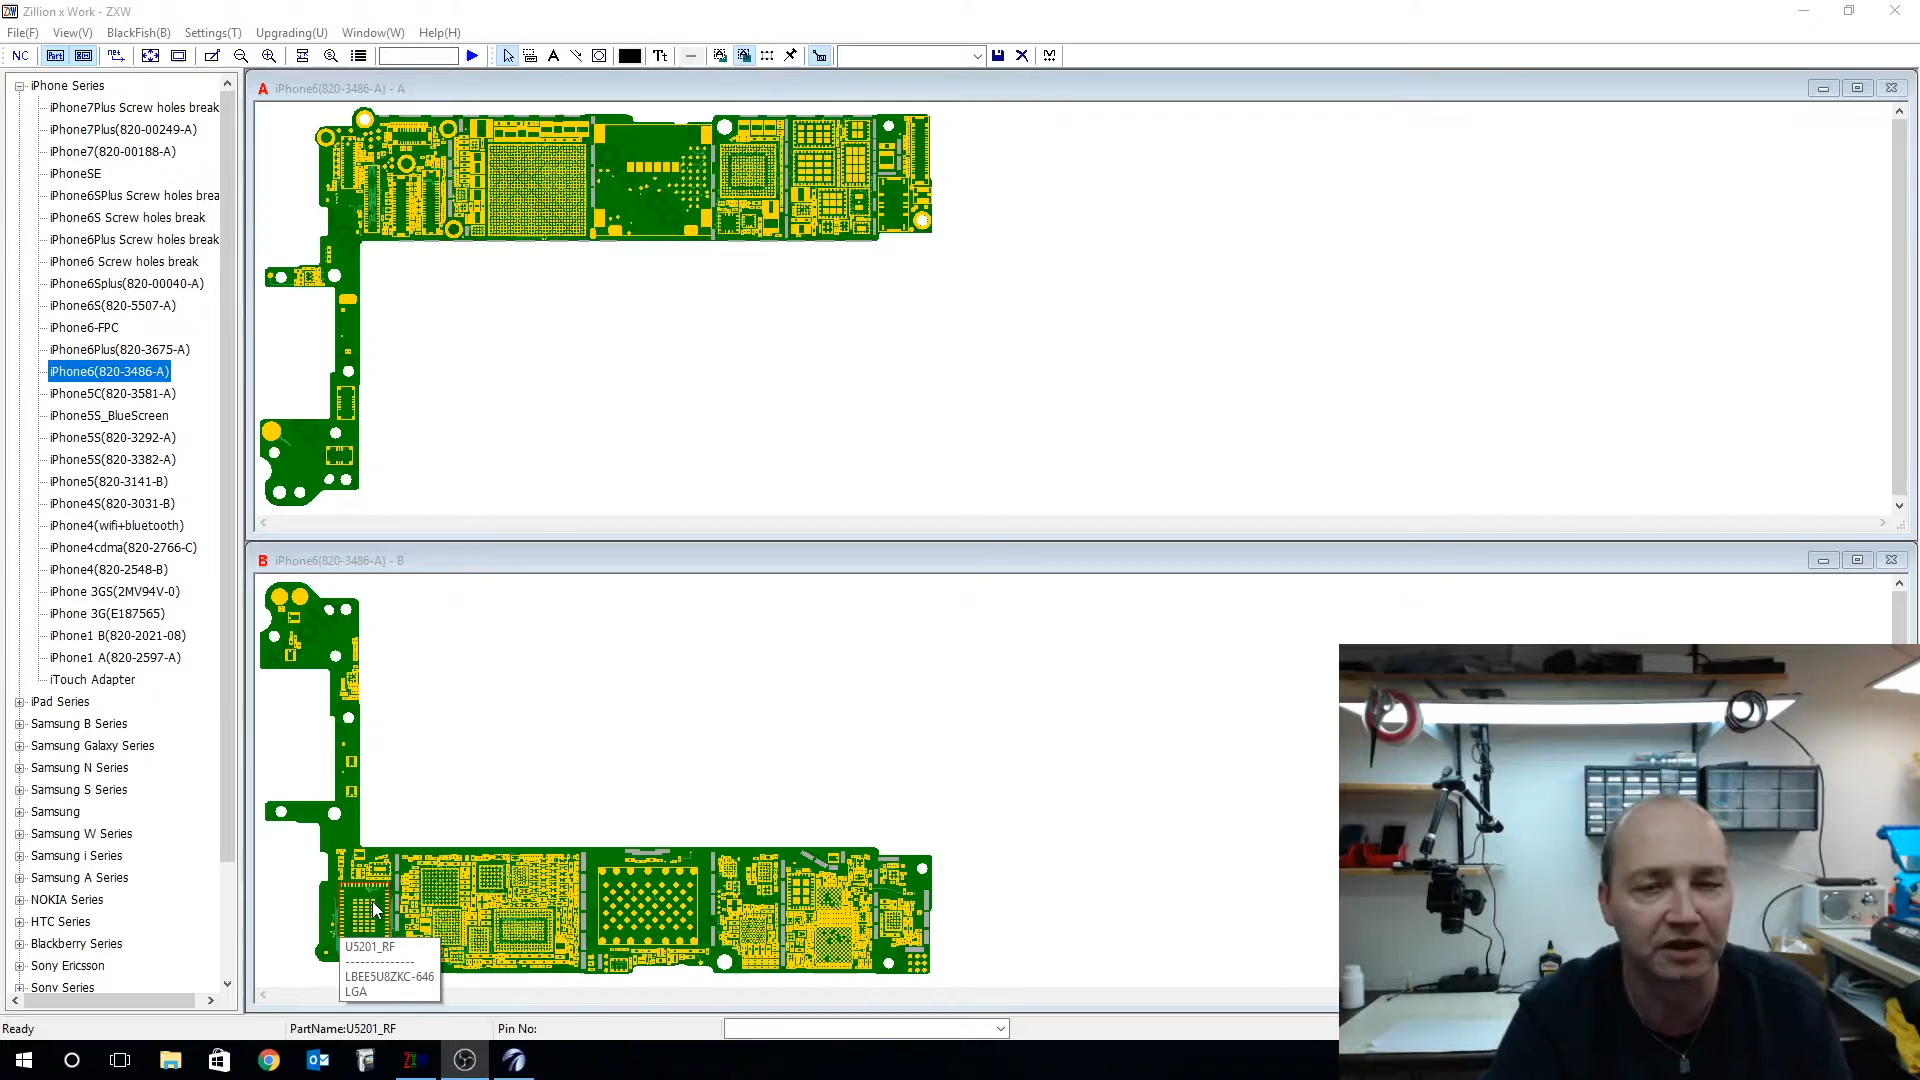 Zillion x Work - ZXW
File(F) View(V) BlackFish(B) Settings(T) Upgrading(U) Window(W) Help(H)
NC
Tt
iPhone Series
iPhone7Plus Screw holes break
iPhone7Plus(820-00249-A)
iPhone7(820-00188-A)
iPhoneSE
iPhone6SPlus Screw holes brea
iPhone6S Screw holes break
iPhone6Plus Screw holes break
iPhone6 Screw holes break
iPhone6Splus(820-00040-A)
iPhone6S(820-5507-A)
iPhone6-FPC
iPhone6Plus(820-3675-A)
iPhone6(820-3486-A)
iPhone5C(820-3581-A)
iPhone5S_BlueScreen
iPhone5S(820-3292-A)
iPhone5S(820-3382-A)
iPhone5(820-3141-B)
iPhone4S(820-3031-B)
iPhone4(wifi+bluetooth)
iPhone4cdma(820-2766-C)
iPhone4(820-2548-B)
iPhone 3GS(2MV94V-0)
iPhone 3G(E187565)
iPhone1 B(820-2021-08)
iPhone1 A(820-2597-A)
iTouch Adapter
iPad Series
Samsung B Series
Samsung Galaxy Series
Samsung N Series
Samsung S Series
Samsung
Samsung W Series
Samsung i Series
Samsung A Series
NOKIA Series
HTC Series
Blackberry Series
Sony Ericsson
Sony Series
A iPhone6(820-3486-A) - A
B iPhone6(820-3486-A) - B
U5201_RF
-------------
LBEE5U8ZKC-646
LGA
Ready
PartName:U5201_RF
Pin No: